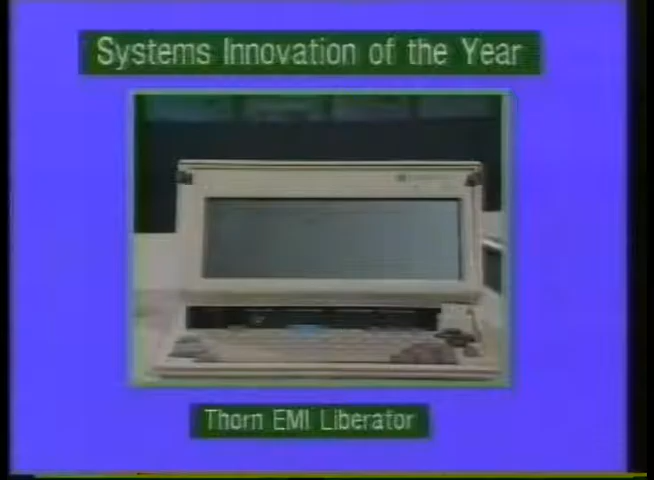 Systems Innovation of the Year
Thorn EMI Liberator